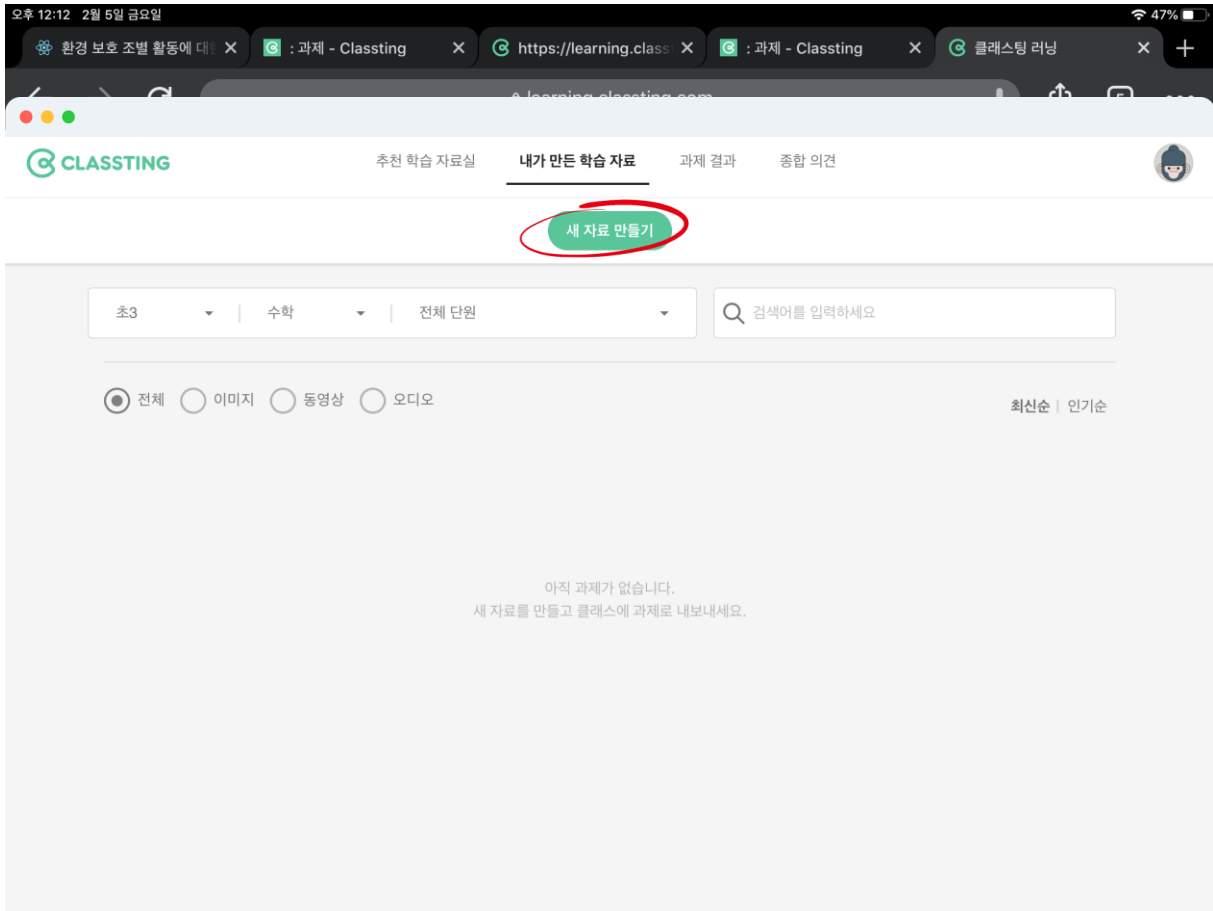 오후 12:12 2월 5일 금요일 47%
환경 보호 조별 활동에 대 : 과제 - Classting https://learning.class : 과제 - Classting 클래스팅 러닝
learning.classting.com
CLASSTING 추천 학습 자료실 내가 만든 학습 자료 과제 결과 종합 의견
새 자료 만들기
초3 수학 전체 단원 검색어를 입력하세요
전체 이미지 동영상 오디오 최신순 | 인기순
아직 과제가 없습니다.
새 자료를 만들고 클래스에 과제로 내보내세요.